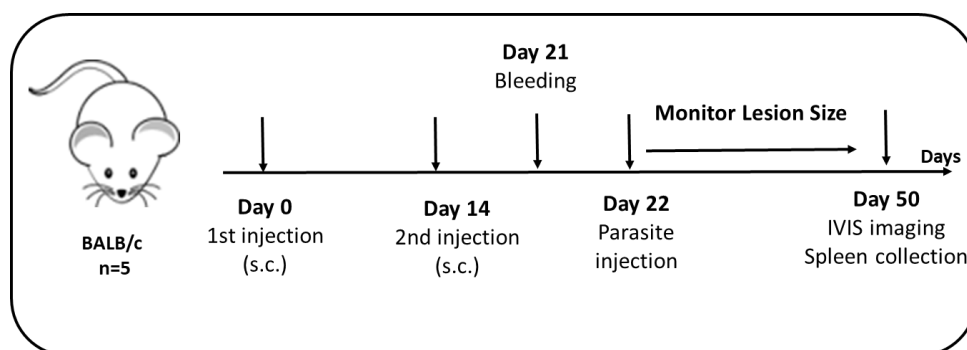 Day 21
Bleeding
Monitor Lesion Size
Days
BALB/c
n=5
Day 0
1st injection
(s.c.)
Day 14
2nd injection
(s.c.)
Day 22
Parasite
injection
Day 50
IVIS imaging
Spleen collection